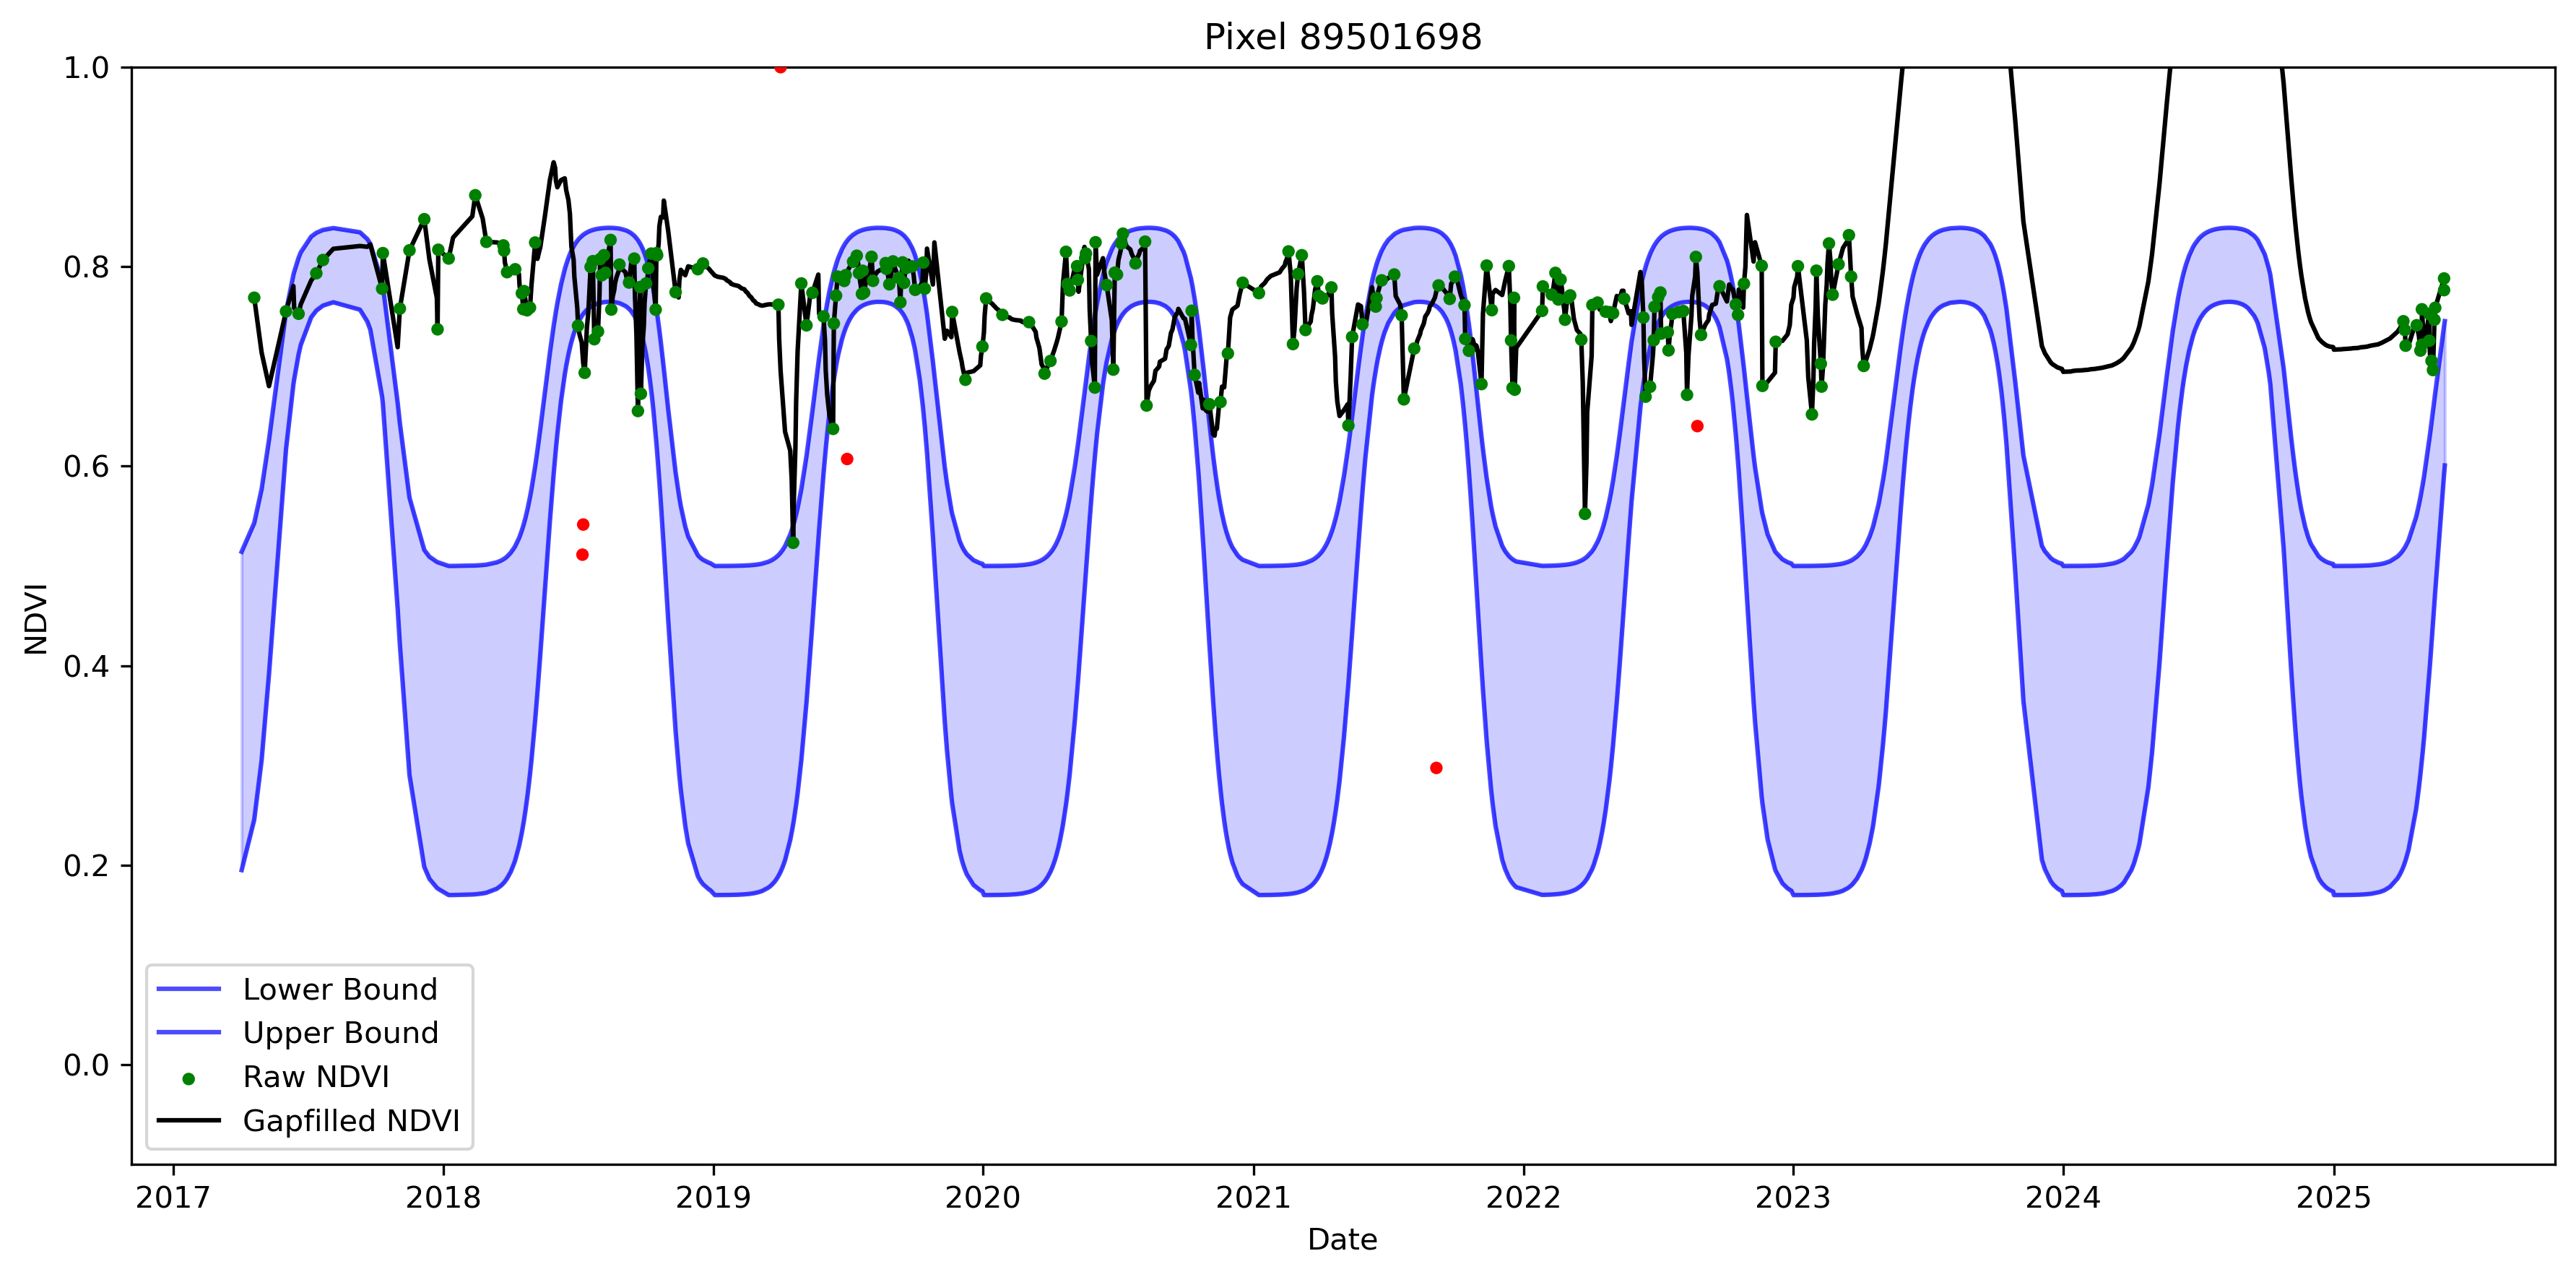 Pixel 89501698
1.0
0.8
0.6
0.4
0.2
0.0
NDVI
Lower Bound
Upper Bound
Raw NDVI
Gapfilled NDVI
2017 2018 2019 2020 2021 2022 2023 2024 2025
Date